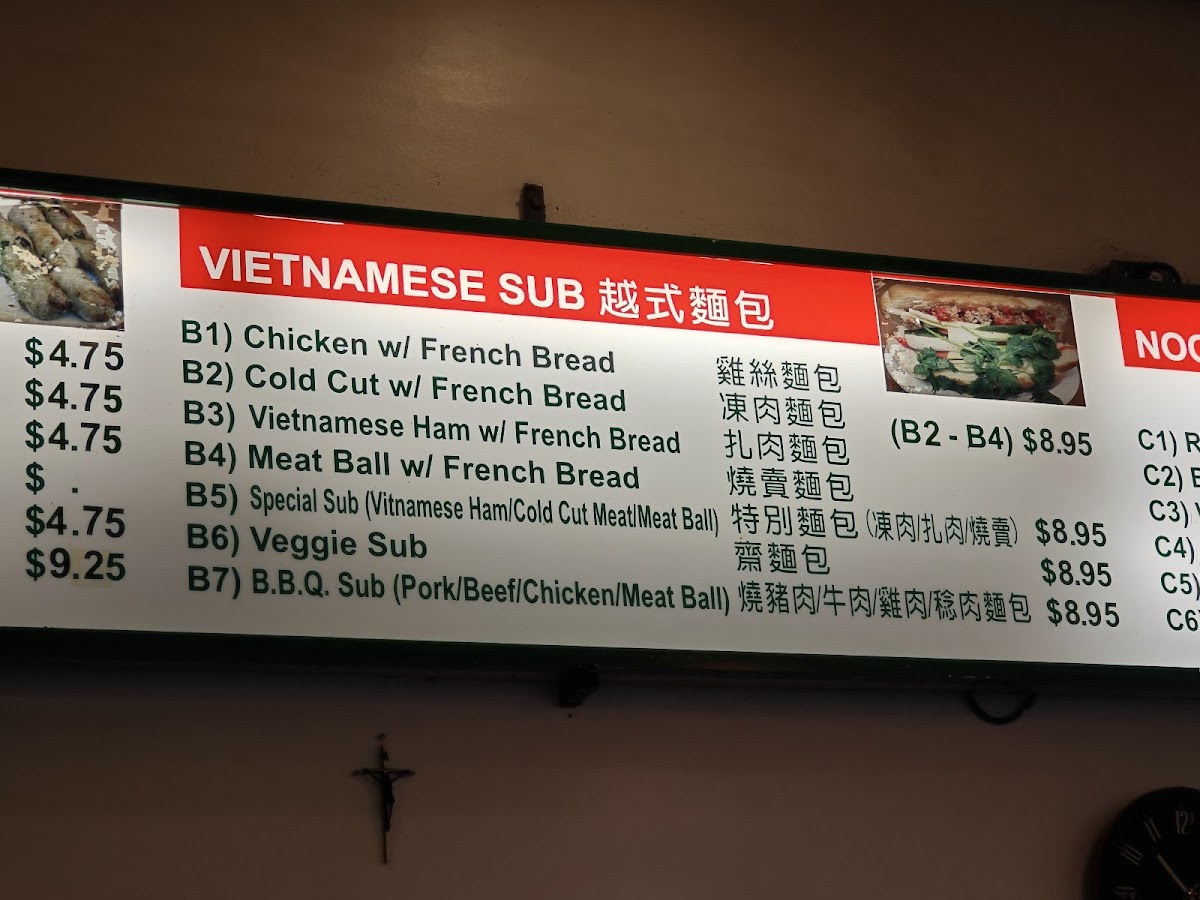 $4.75
$4.75
$4.75
$ .
$4.75
$9.25
VIETNAMESE SUB 越式麵包
B1) Chicken w/ French Bread 雞絲麵包
B2) Cold Cut w/ French Bread 凍肉麵包
B3) Vietnamese Ham w/ French Bread 扎肉麵包
B4) Meat Ball w/ French Bread 燒賣麵包
(B2 - B4) $8.95
B5) Special Sub (Vitnamese Ham/Cold Cut Meat/Meat Ball) 特別麵包 (凍肉/扎肉/燒賣) $8.95
B6) Veggie Sub 齋麵包 $8.95
B7) B.B.Q. Sub (Pork/Beef/Chicken/Meat Ball) 燒豬肉/牛肉/雞肉/稔肉麵包 $8.95
NOO
C1) R
C2)
C3)
C4)
C5)
C6
10 11 12